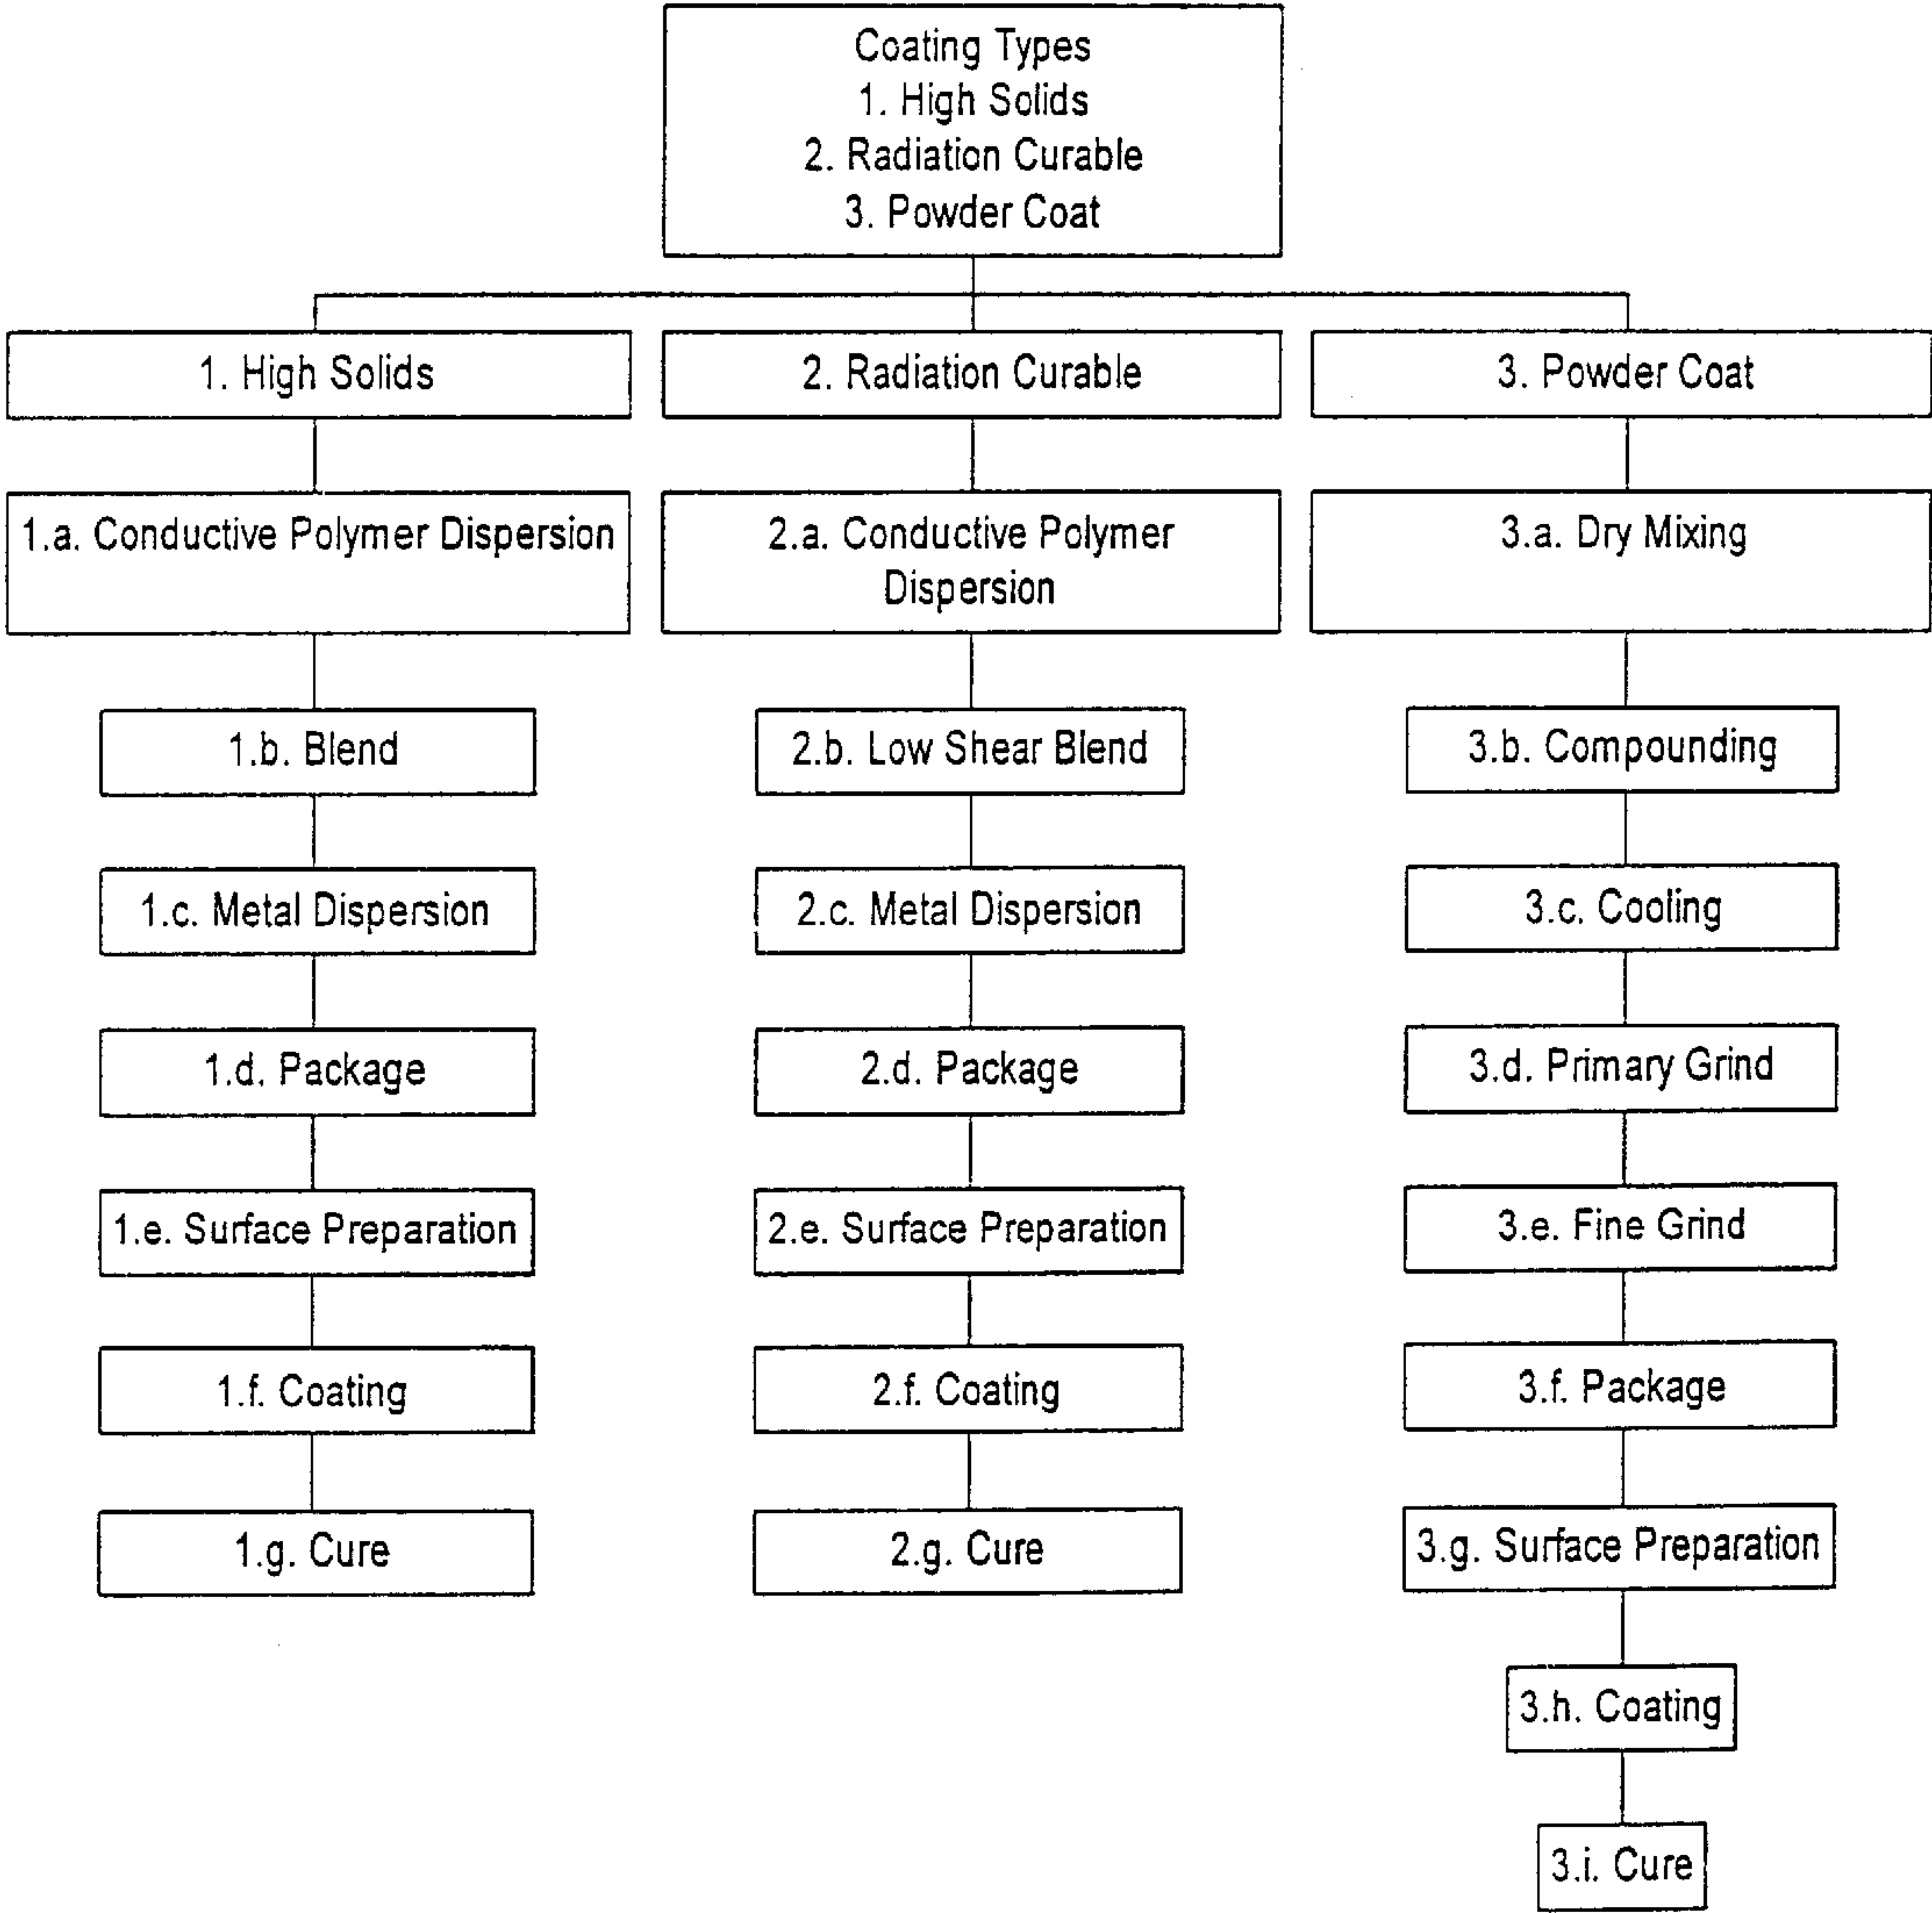 Coating Types
1. High Solids
2. Radiation Curable
3. Powder Coat
1. High Solids
2. Radiation Curable
3. Powder Coat
1.a. Conductive Polymer Dispersion
2.a. Conductive Polymer
Dispersion
3.a. Dry Mixing
1.b. Blend
2.b. Low Shear Blend
3.b. Compounding
1.c. Metal Dispersion
2.c. Metal Dispersion
3.c. Cooling
1.d. Package
2.d. Package
3.d. Primary Grind
1.e. Surface Preparation
2.e. Surface Preparation
3.e. Fine Grind
1.f. Coating
2.f. Coating
3.f. Package
1.g. Cure
2.g. Cure
3.g. Surface Preparation
3.h. Coating
3.i. Cure